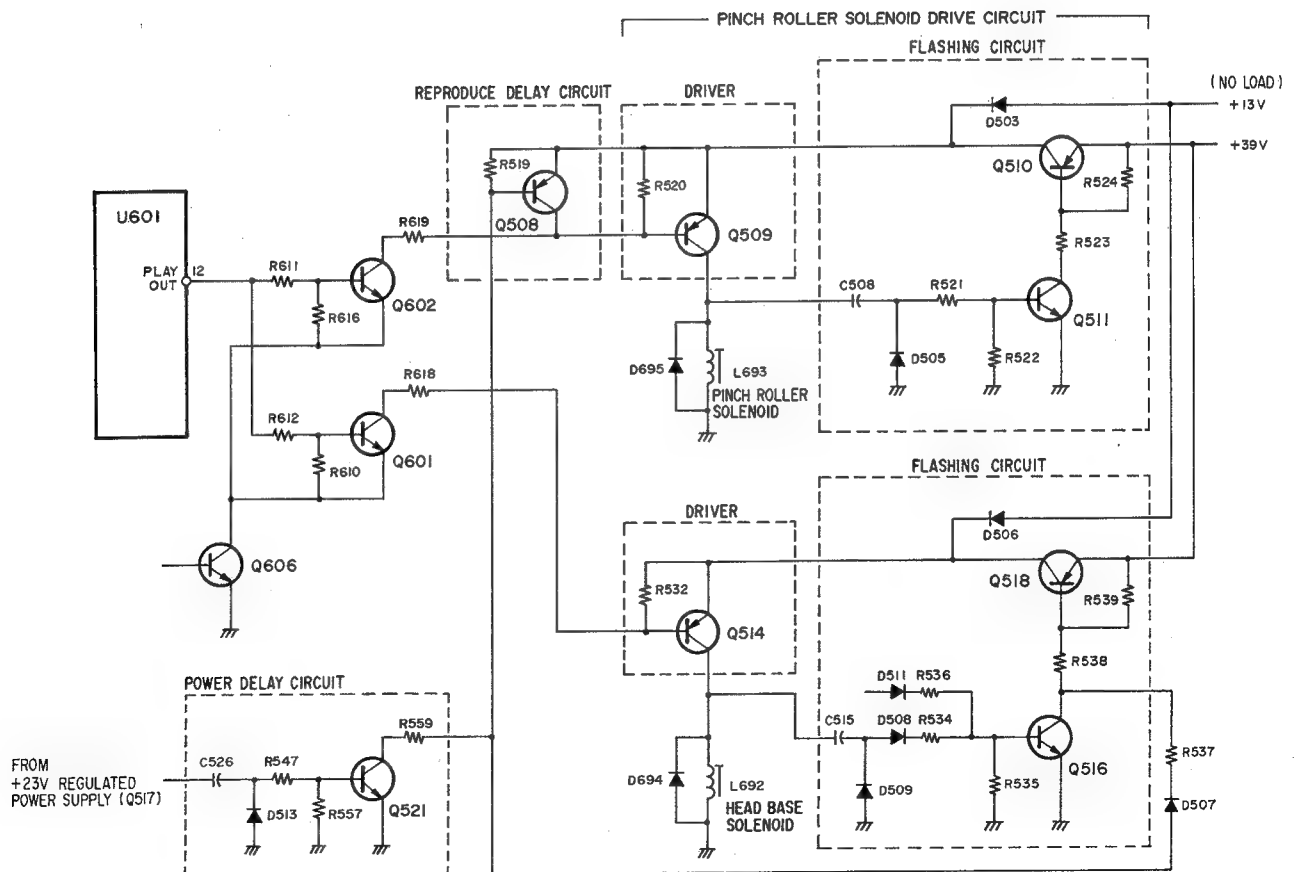 PINCH ROLLER SOLENOID DRIVE CIRCUIT
FLASHING CIRCUIT
(NO LOAD)
+13V
+39V
REPRODUCE DELAY CIRCUIT
DRIVER
D503
R519
R520
Q510
R524
U601
Q508
R619
Q509
R523
PLAY
OUT
12
R611
Q602
C508
R521
Q511
R616
D505
R522
D695
L693
PINCH ROLLER
SOLENOID
R618
R612
Q601
R610
FLASHING CIRCUIT
DRIVER
D506
Q606
R532
Q518
R539
Q514
R538
POWER DELAY CIRCUIT
D511
R536
R559
C515
D508
R534
R537
FROM
+23V REGULATED
POWER SUPPLY (Q517)
C526
R547
D513
R557
Q521
D694
L692
HEAD BASE
SOLENOID
D509
R535
Q516
D507